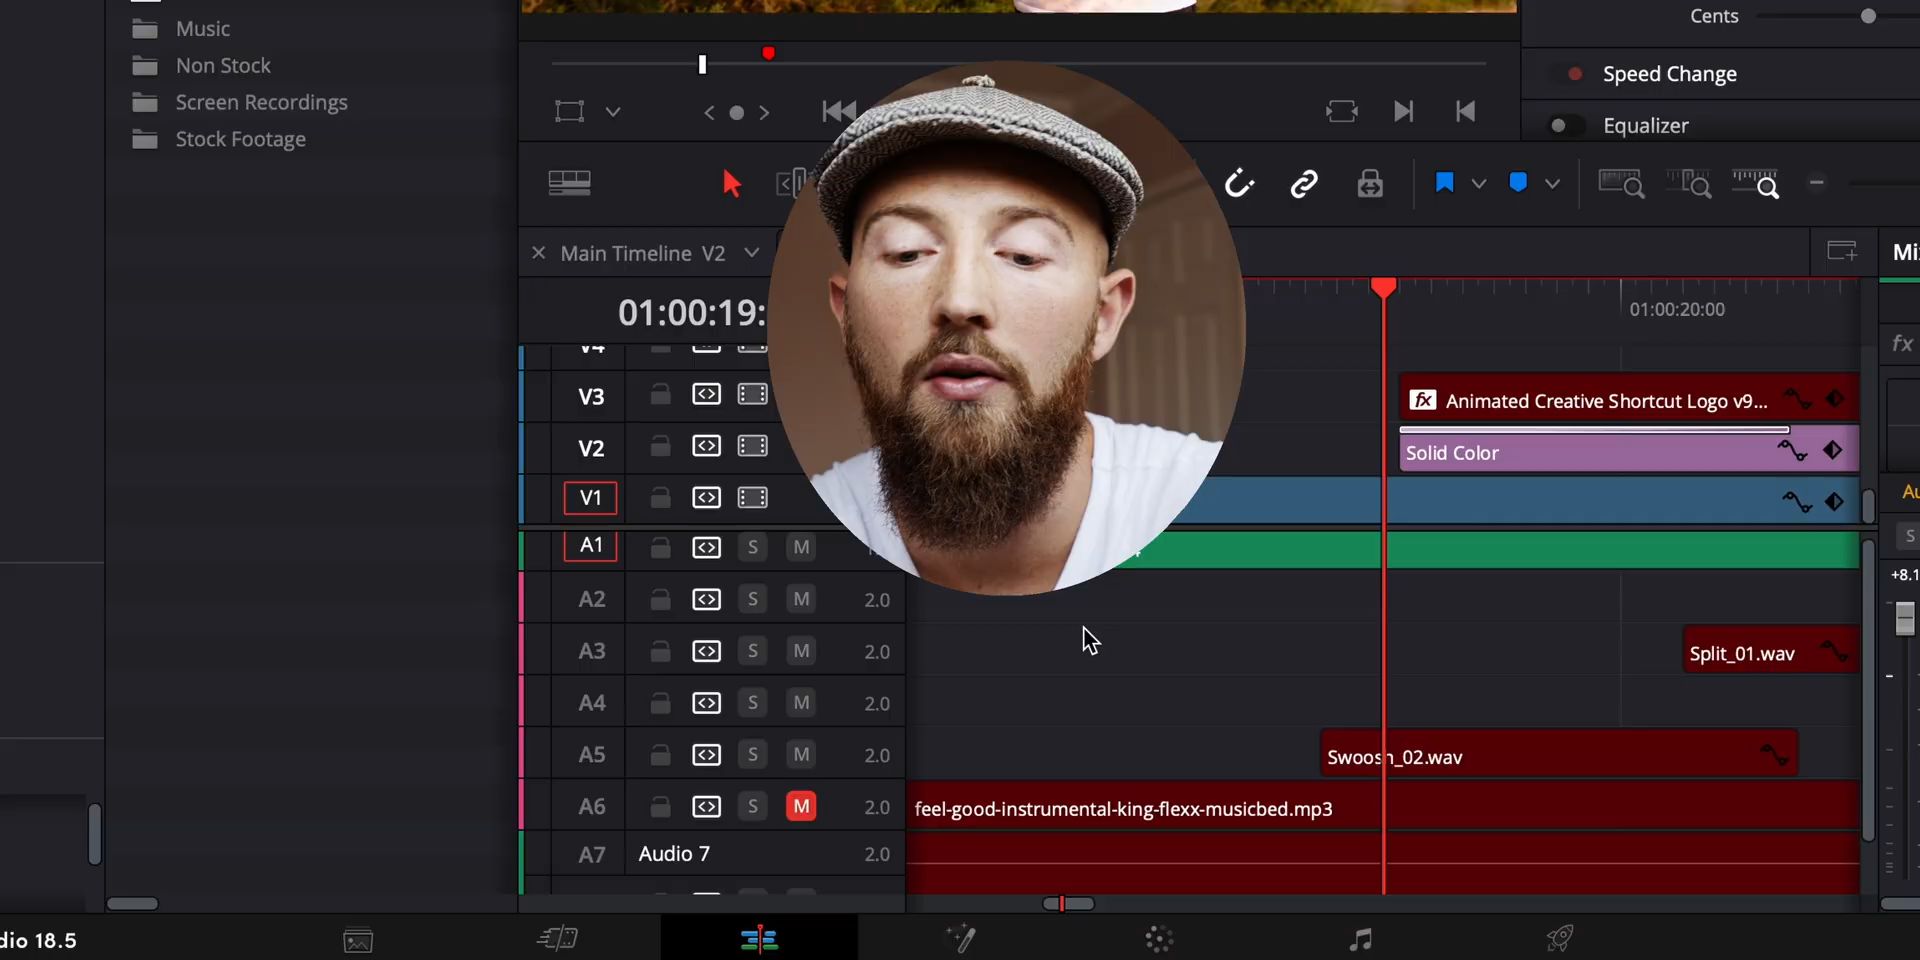 Music
Non Stock
Screen Recordings
Stock Footage
Cents
Speed Change
Equalizer
Main Timeline V2
01:00:19:
01:00:20:00
fx
V3
fx Animated Creative Shortcut Logo v9...
V2
Solid Color
V1
A1 S M
S
+8.1
A2 S M 2.0
A3 S M 2.0
Split_01.wav
A4 S M 2.0
A5 S M 2.0
Swoosh_02.wav
A6 S M 2.0
feel-good-instrumental-king-flexx-musicbed.mp3
A7 Audio 7 2.0
dio 18.5